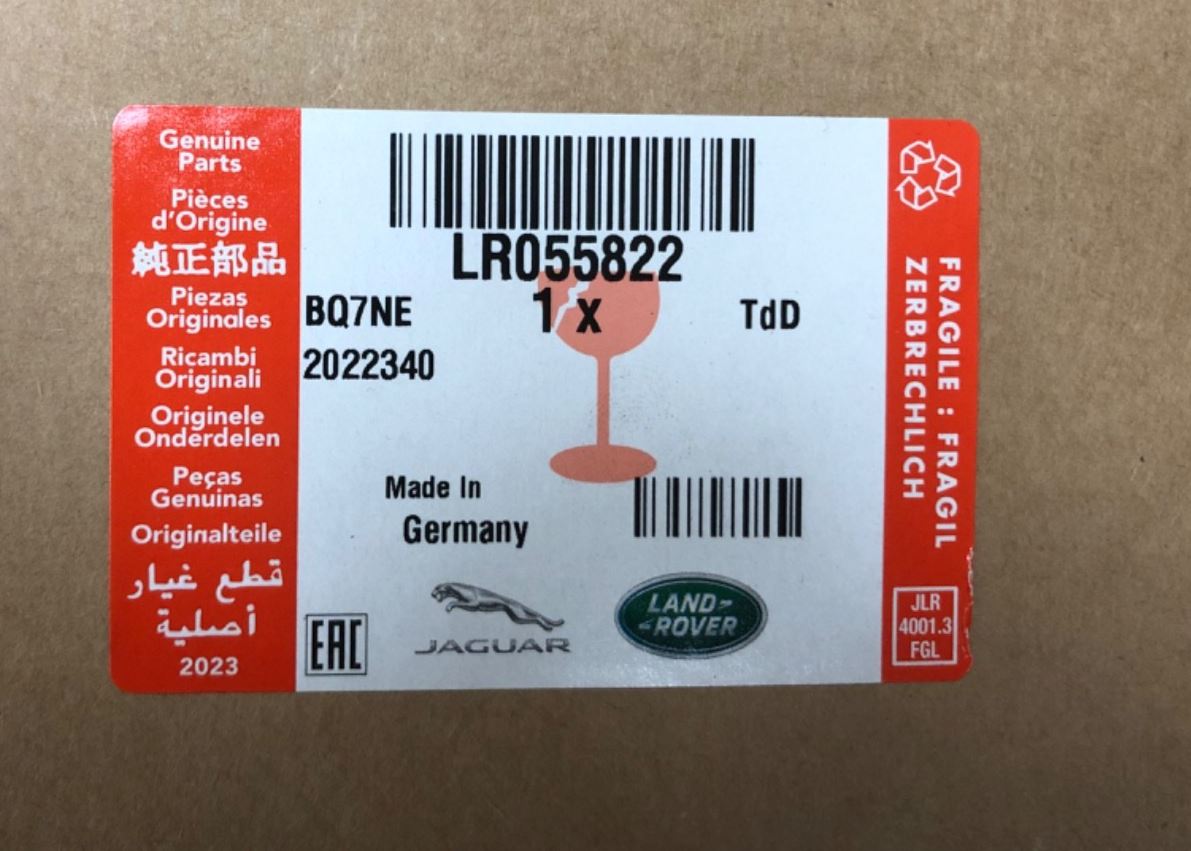 Genuine
Parts
Pièces
d'Origine
純正部品
Piezas
Originales
Ricambi
Originali
Originele
Onderdelen
Peças
Genuinas
Originalteile
قطع غيار
أصلية
2023
LR055822
BQ7NE 1 x TdD
2022340
Made In
Germany
EAC
JAGUAR
LAND-
-ROVER
FRAGILE : FRAGIL
ZERBRECHLICH
JLR
4001.3
FGL